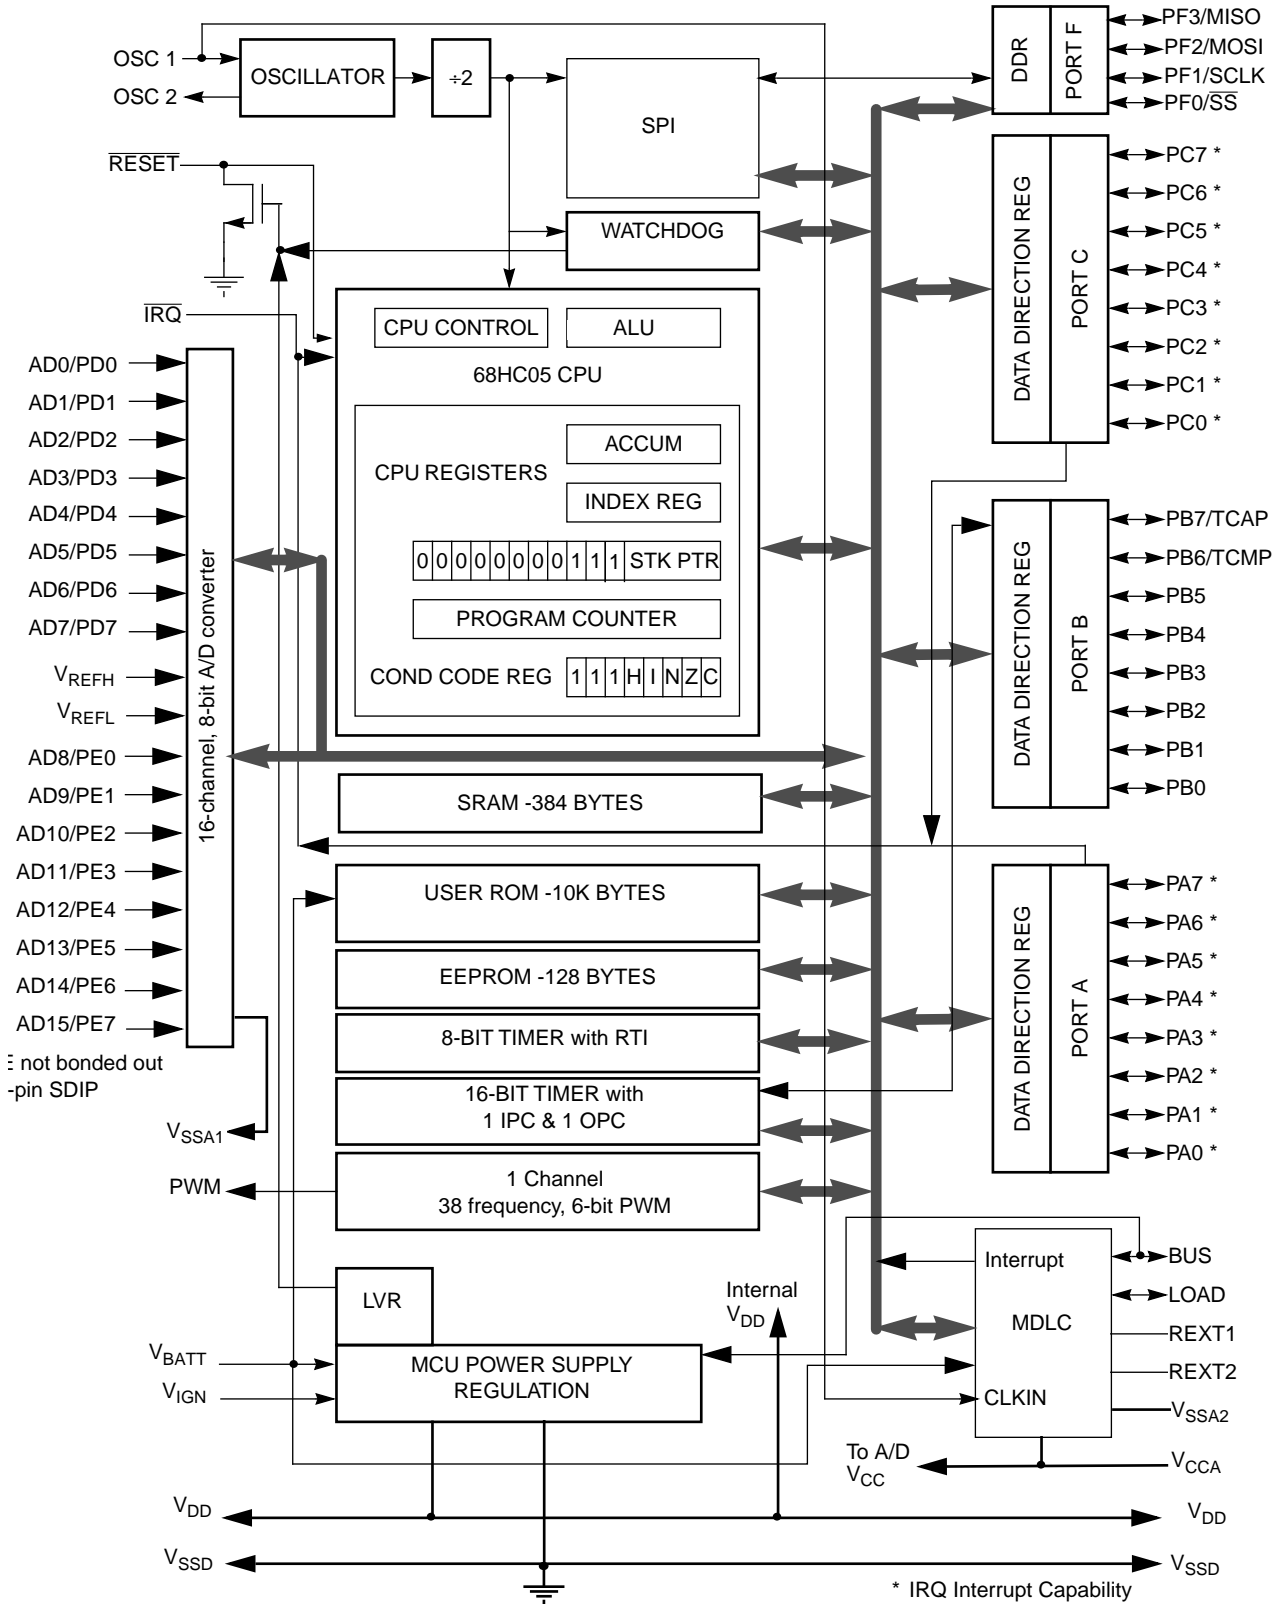 OSC 1
OSC 2
OSCILLATOR
÷2
SPI
DDR
PORT F
PF3/MISO
PF2/MOSI
PF1/SCLK
PF0/S̅S̅
R̅E̅S̅E̅T̅
WATCHDOG
I̅R̅Q̅
CPU CONTROL
ALU
68HC05 CPU
CPU REGISTERS
ACCUM
INDEX REG
0 0 0 0 0 0 0 0 1 1 1 STK PTR
PROGRAM COUNTER
COND CODE REG
1 1 1 H I N Z C
AD0/PD0
AD1/PD1
AD2/PD2
AD3/PD3
AD4/PD4
AD5/PD5
AD6/PD6
AD7/PD7
VREFH
VREFL
AD8/PE0
AD9/PE1
AD10/PE2
AD11/PE3
AD12/PE4
AD13/PE5
AD14/PE6
AD15/PE7
16-channel, 8-bit A/D converter
E not bonded out
-pin SDIP
VSSA1
PWM
DATA DIRECTION REG
PORT C
PC7 *
PC6 *
PC5 *
PC4 *
PC3 *
PC2 *
PC1 *
PC0 *
DATA DIRECTION REG
PORT B
PB7/TCAP
PB6/TCMP
PB5
PB4
PB3
PB2
PB1
PB0
SRAM -384 BYTES
USER ROM -10K BYTES
EEPROM -128 BYTES
8-BIT TIMER with RTI
16-BIT TIMER with
1 IPC & 1 OPC
1 Channel
38 frequency, 6-bit PWM
DATA DIRECTION REG
PORT A
PA7 *
PA6 *
PA5 *
PA4 *
PA3 *
PA2 *
PA1 *
PA0 *
LVR
MCU POWER SUPPLY
REGULATION
VBATT
VIGN
Internal
VDD
Interrupt
MDLC
CLKIN
BUS
LOAD
REXT1
REXT2
VSSA2
To A/D
VCC
VCCA
VDD
VDD
VSSD
VSSD
* IRQ Interrupt Capability